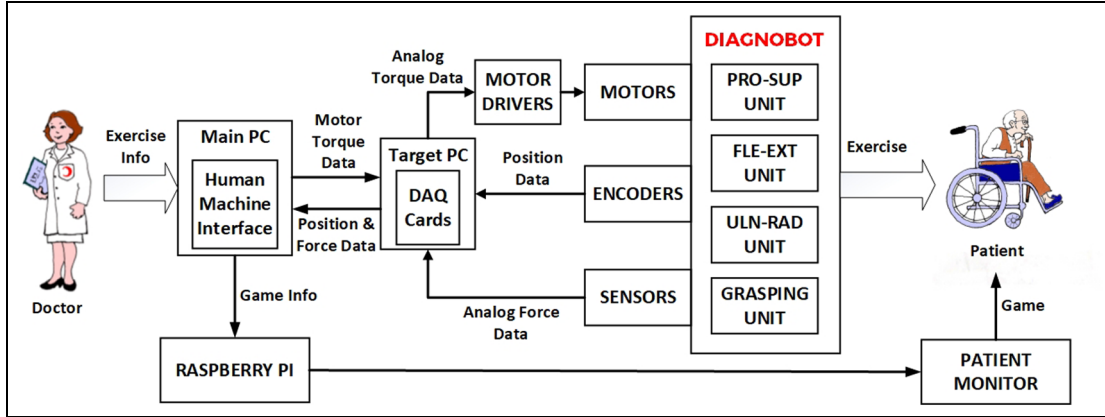 DIAGNOBOT
Analog
Torque Data
MOTOR
DRIVERS
MOTORS
PRO-SUP
UNIT
Exercise
Info
Main PC
Human
Machine
Interface
Motor
Torque
Data
Target PC
DAQ
Cards
Position
Data
ENCODERS
FLE-EXT
UNIT
Exercise
Position &
Force Data
ULN-RAD
UNIT
Patient
Doctor
Game Info
Analog Force
Data
SENSORS
GRASPING
UNIT
Game
RASPBERRY PI
PATIENT
MONITOR